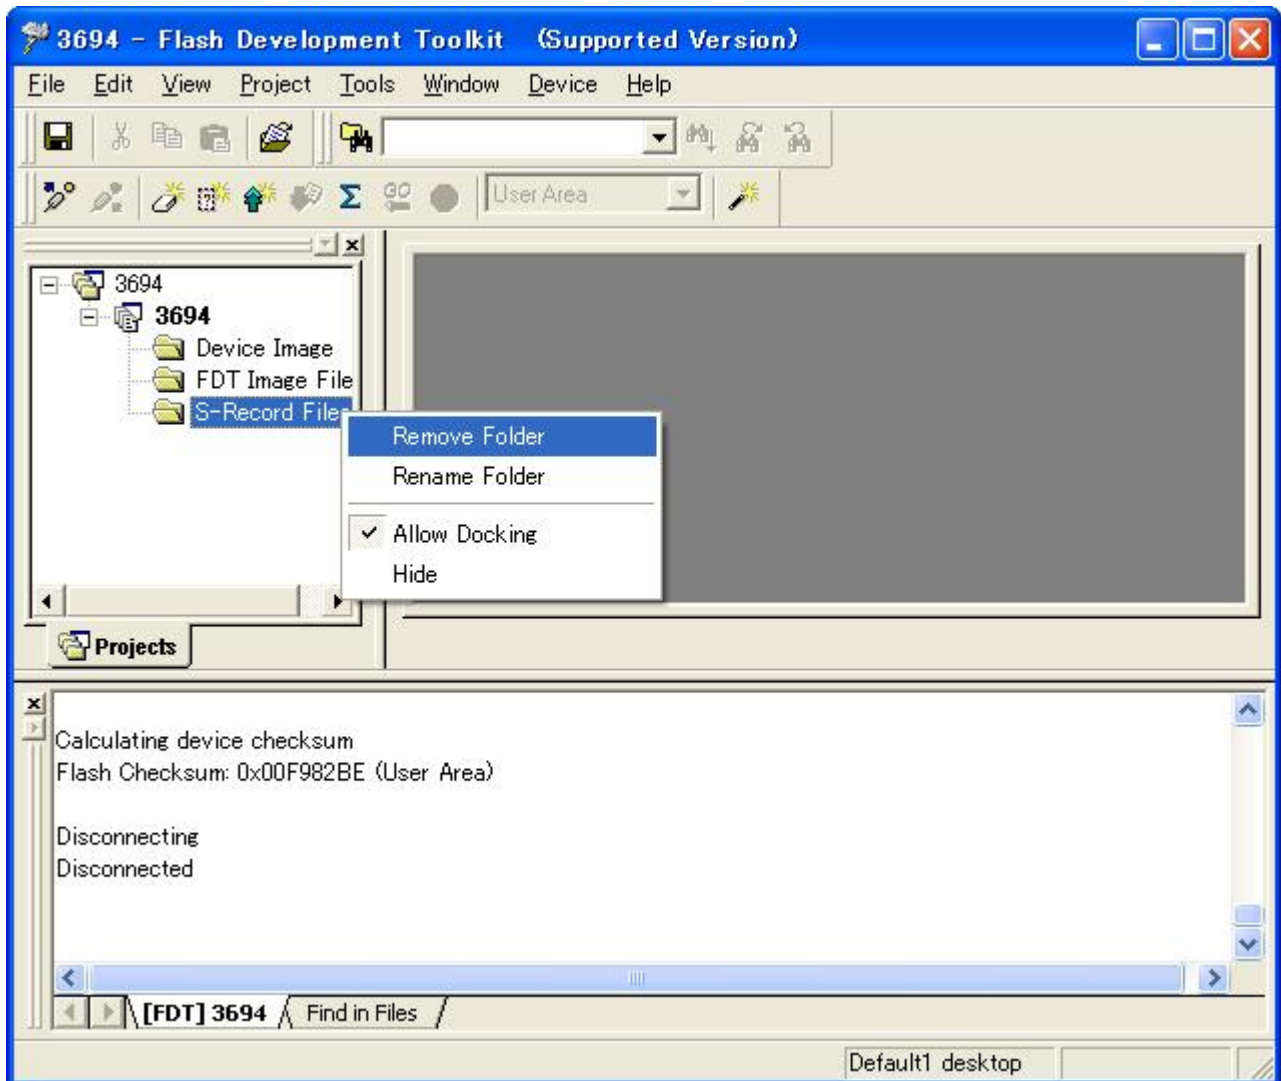 3694 - Flash Development Toolkit (Supported Version)
File Edit View Project Tools Window Device Help
GO User Area
3694
3694
Device Image
FDT Image File
S-Record Files
Remove Folder
Rename Folder
Allow Docking
Hide
Projects
Calculating device checksum
Flash Checksum: 0x00F982BE (User Area)
Disconnecting
Disconnected
[FDT] 3694 Find in Files
Default1 desktop